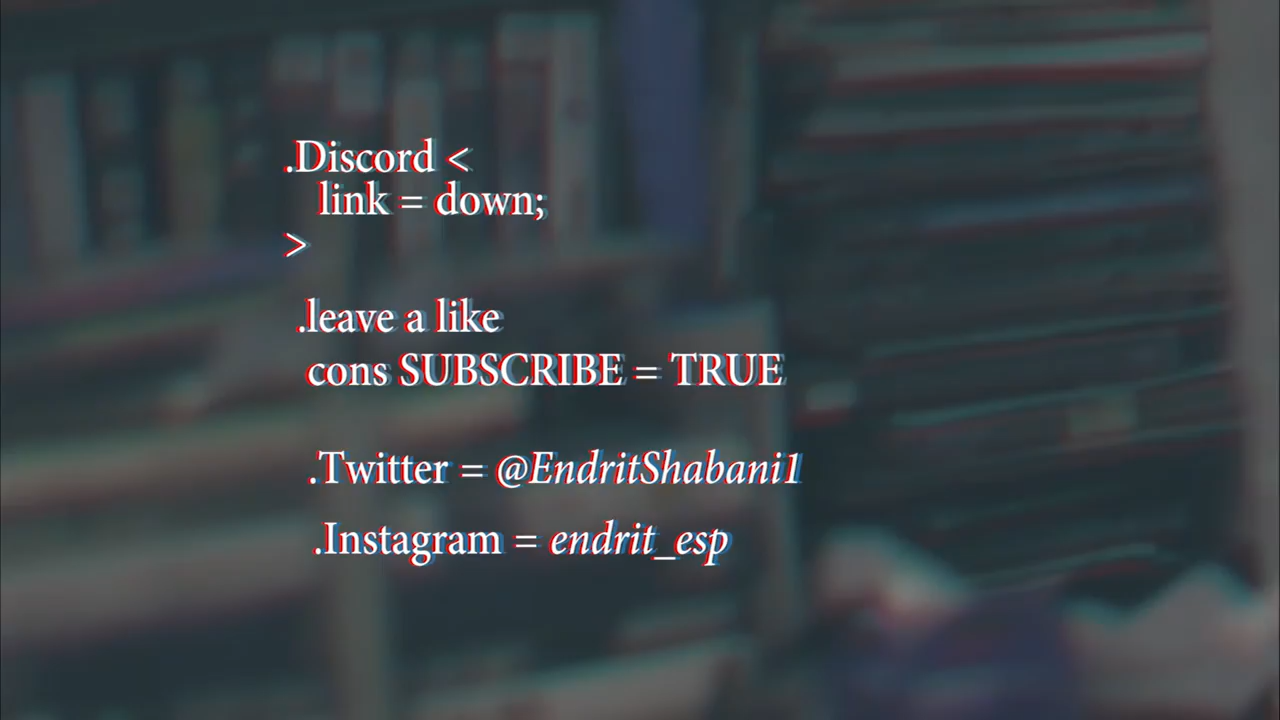 .Discord <
link = down;
>
.leave a like
cons SUBSCRIBE = TRUE
.Twitter = @EndritShabani1
.Instagram = endrit_esp